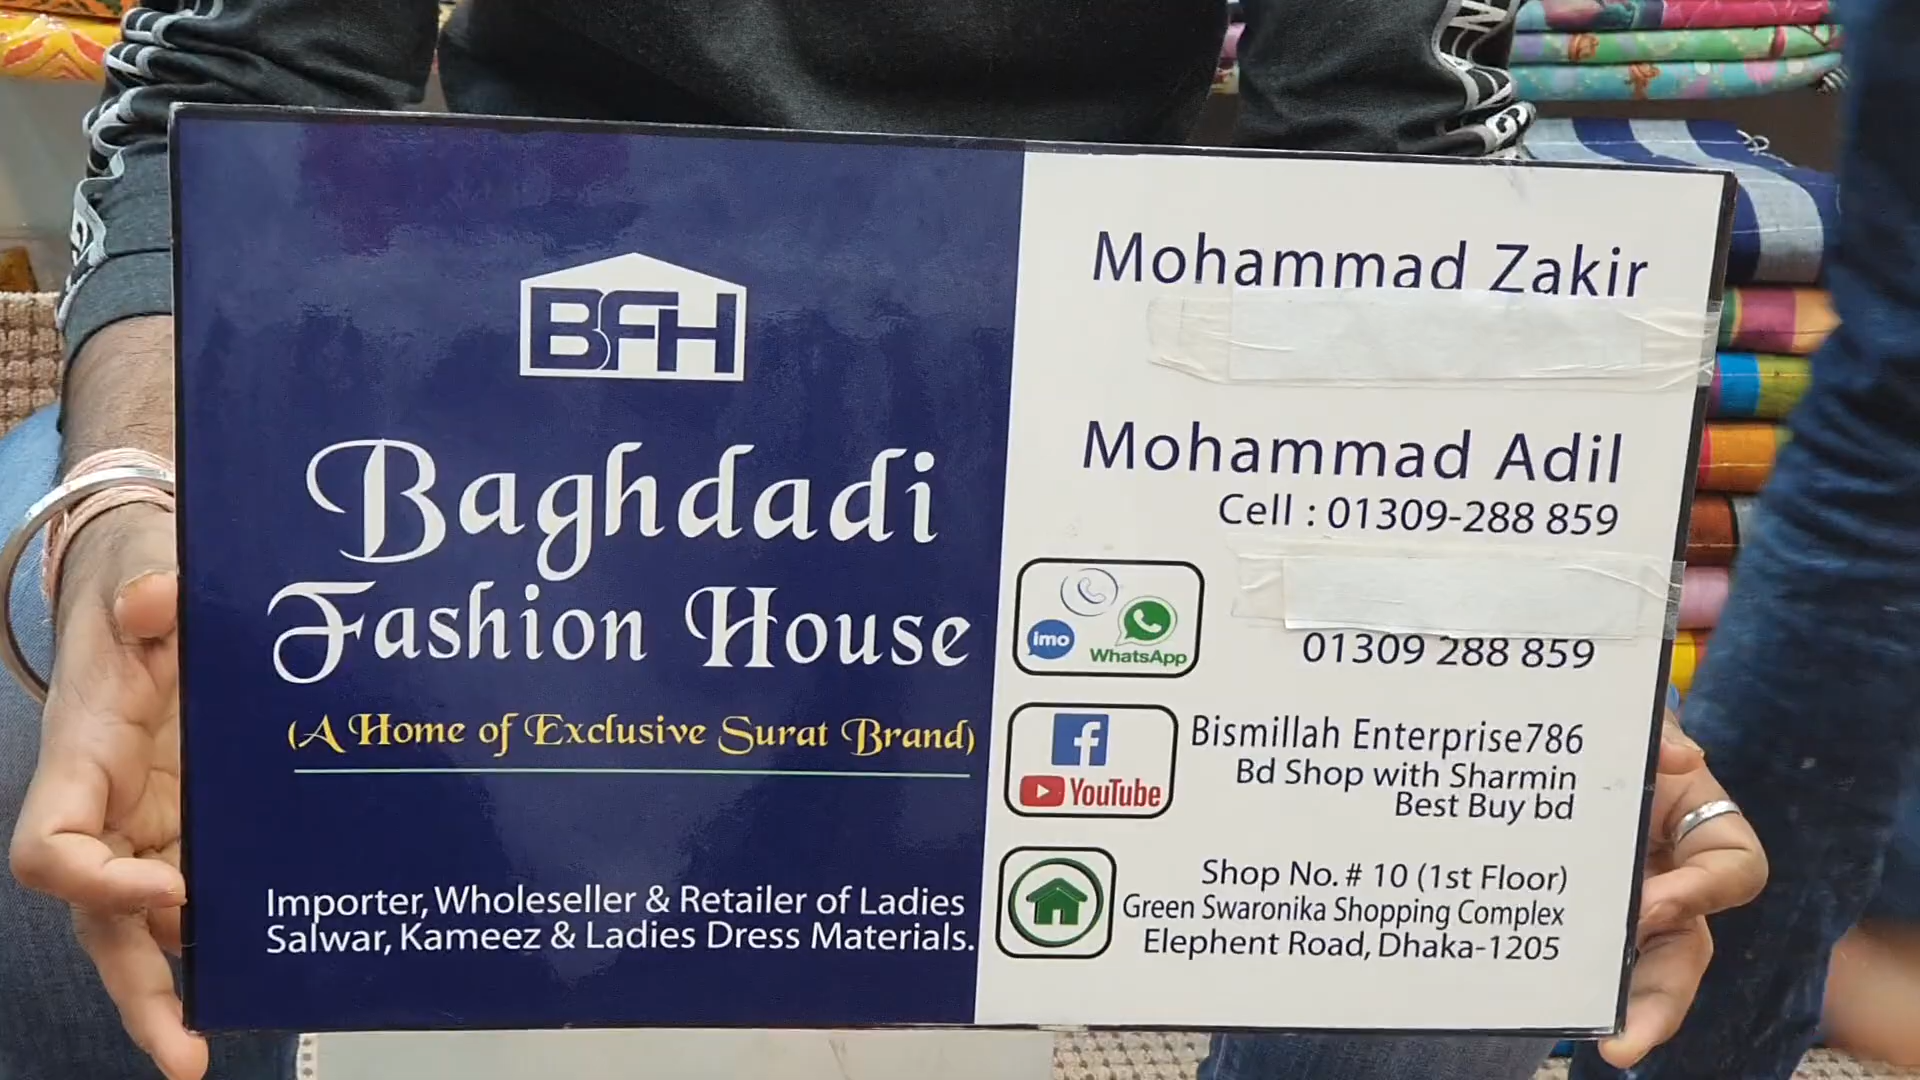 BFH
Baghdadi
Fashion House
(A Home of Exclusive Surat Brand)
Importer, Wholeseller & Retailer of Ladies
Salwar, Kameez & Ladies Dress Materials.
Mohammad Zakir
Mohammad Adil
Cell : 01309-288 859
imo
WhatsApp
01309 288 859
f
YouTube
Bismillah Enterprise786
Bd Shop with Sharmin
Best Buy bd
Shop No. # 10 (1st Floor)
Green Swaronika Shopping Complex
Elephent Road, Dhaka-1205